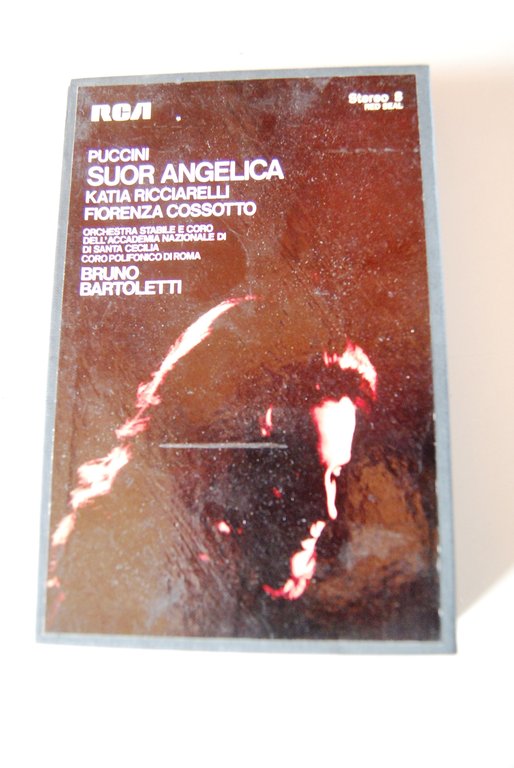 RCA
Stereo 8
RED SEAL
PUCCINI
SUOR ANGELICA
KATIA RICCIARELLI
FIORENZA COSSOTTO
ORCHESTRA STABILE E CORO
DELL'ACCADEMIA NAZIONALE DI
DI SANTA CECILIA
CORO POLIFONICO DI ROMA
BRUNO
BARTOLETTI